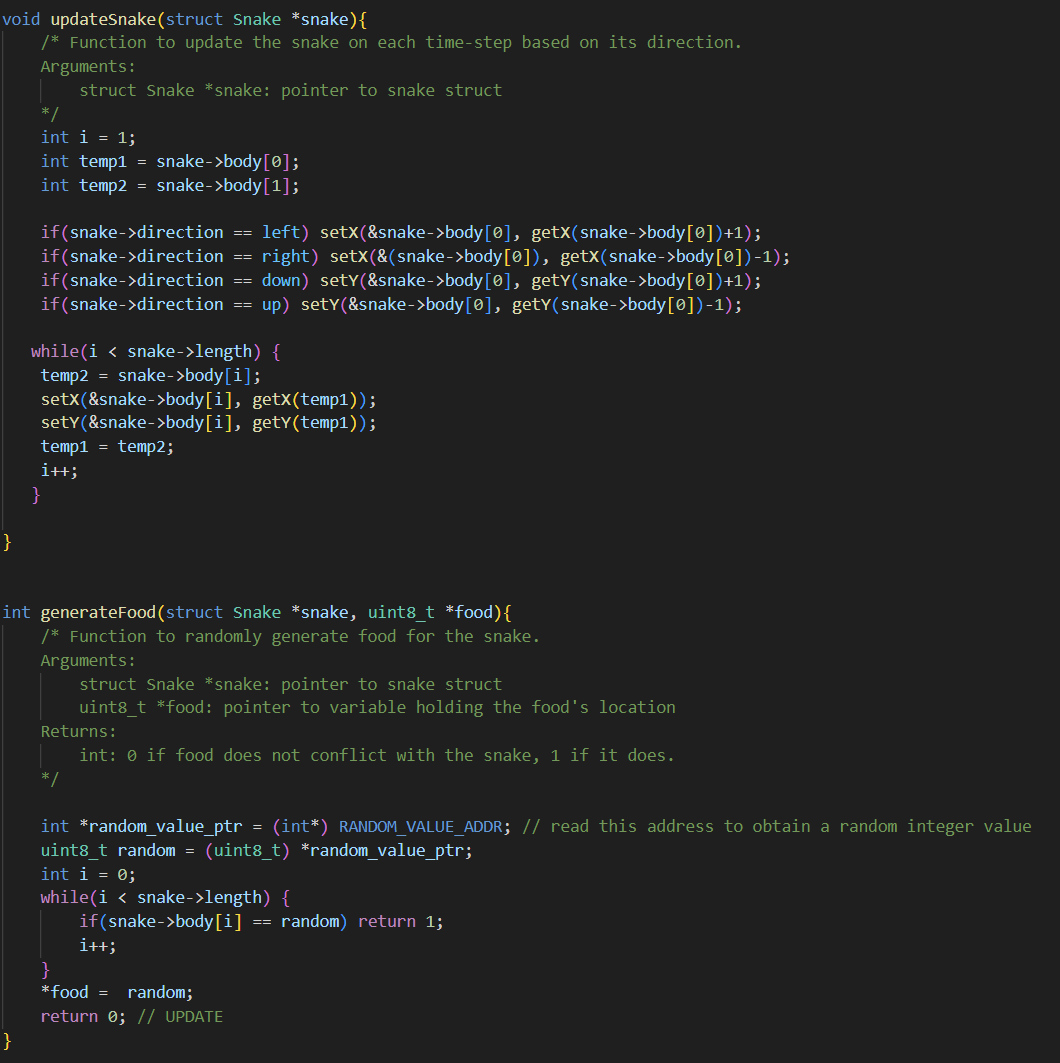 void updateSnake(struct Snake *snake){
    /* Function to update the snake on each time-step based on its direction.
    Arguments:
        struct Snake *snake: pointer to snake struct
    */
    int i = 1;
    int temp1 = snake->body[0];
    int temp2 = snake->body[1];

    if(snake->direction == left) setX(&snake->body[0], getX(snake->body[0])+1);
    if(snake->direction == right) setX(&(snake->body[0]), getX(snake->body[0])-1);
    if(snake->direction == down) setY(&snake->body[0], getY(snake->body[0])+1);
    if(snake->direction == up) setY(&snake->body[0], getY(snake->body[0])-1);

   while(i < snake->length) {
    temp2 = snake->body[i];
    setX(&snake->body[i], getX(temp1));
    setY(&snake->body[i], getY(temp1));
    temp1 = temp2;
    i++;
   }

}


int generateFood(struct Snake *snake, uint8_t *food){
    /* Function to randomly generate food for the snake.
    Arguments:
        struct Snake *snake: pointer to snake struct
        uint8_t *food: pointer to variable holding the food's location
    Returns:
        int: 0 if food does not conflict with the snake, 1 if it does.
    */

    int *random_value_ptr = (int*) RANDOM_VALUE_ADDR; // read this address to obtain a random integer value
    uint8_t random = (uint8_t) *random_value_ptr;
    int i = 0;
    while(i < snake->length) {
        if(snake->body[i] == random) return 1;
        i++;
    }
    *food =  random;
    return 0; // UPDATE
}